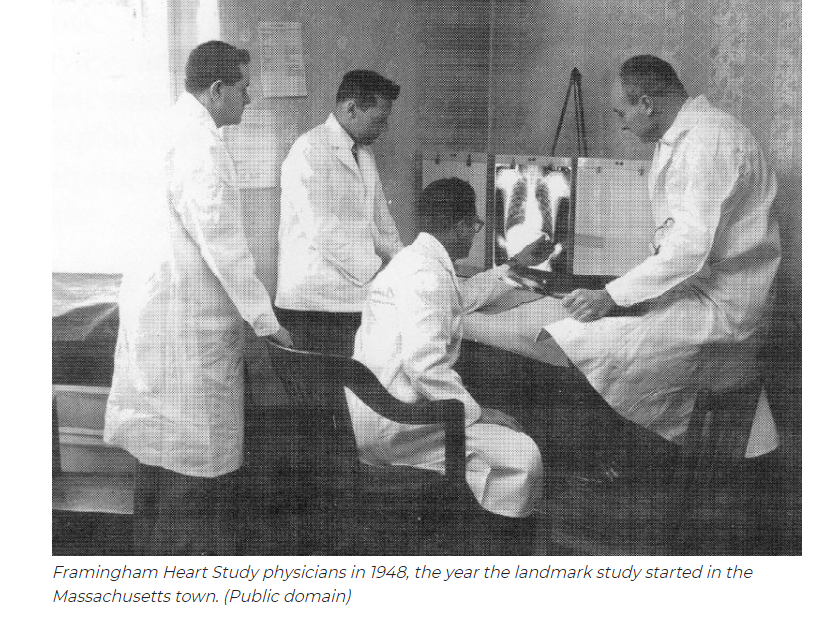 Framingham Heart Study physicians in 1948, the year the landmark study started in the
Massachusetts town. (Public domain)